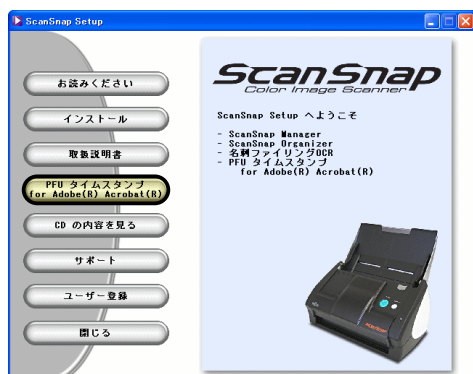 ScanSnap Setup
お読みください
インストール
取扱説明書
PFU タイムスタンプ
for Adobe(R) Acrobat(R)
CD の内容を見る
サポート
ユーザー登録
閉じる
ScanSnap
Color Image Scanner
ScanSnap Setup へようこそ
- ScanSnap Manager
- ScanSnap Organizer
- 名刺ファイリングOCR
- PFU タイムスタンプ
for Adobe(R) Acrobat(R)